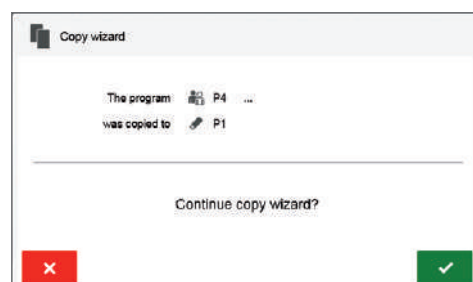 Copy wizard
The program P4 ...
was copied to P1
Continue copy wizard?